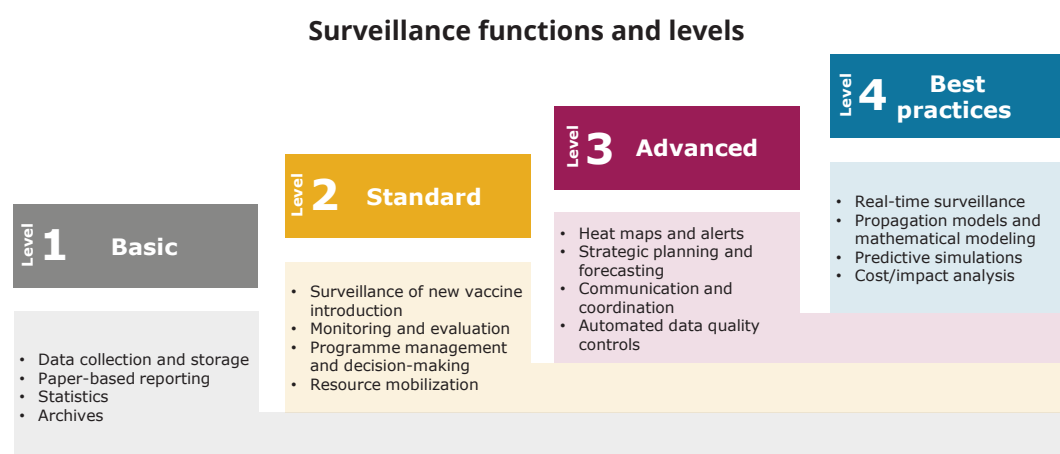 Surveillance functions and levels
Level 1 Basic
• Data collection and storage
• Paper-based reporting
• Statistics
• Archives
Level 2 Standard
• Surveillance of new vaccine
introduction
• Monitoring and evaluation
• Programme management
and decision-making
• Resource mobilization
Level 3 Advanced
• Heat maps and alerts
• Strategic planning and
forecasting
• Communication and
coordination
• Automated data quality
controls
Level 4 Best
practices
• Real-time surveillance
• Propagation models and
mathematical modeling
• Predictive simulations
• Cost/impact analysis